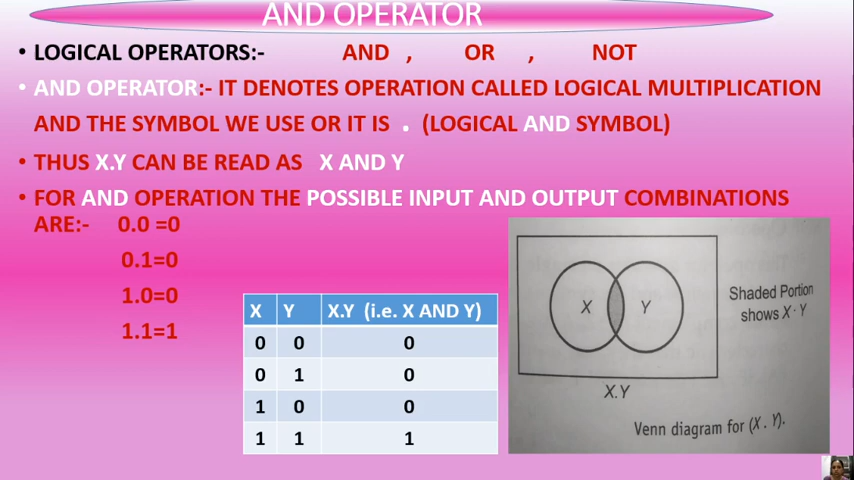 AND OPERATOR
• LOGICAL OPERATORS:- AND , OR , NOT
• AND OPERATOR:- IT DENOTES OPERATION CALLED LOGICAL MULTIPLICATION
AND THE SYMBOL WE USE OR IT IS . (LOGICAL AND SYMBOL)
• THUS X.Y CAN BE READ AS X AND Y
• FOR AND OPERATION THE POSSIBLE INPUT AND OUTPUT COMBINATIONS
ARE:- 0.0 =0
0.1=0
1.0=0
1.1=1
X Y X.Y (i.e. X AND Y)
0 0 0
0 1 0
1 0 0
1 1 1
X Y
Shaded Portion
shows X · Y
X.Y
Venn diagram for (X . Y).